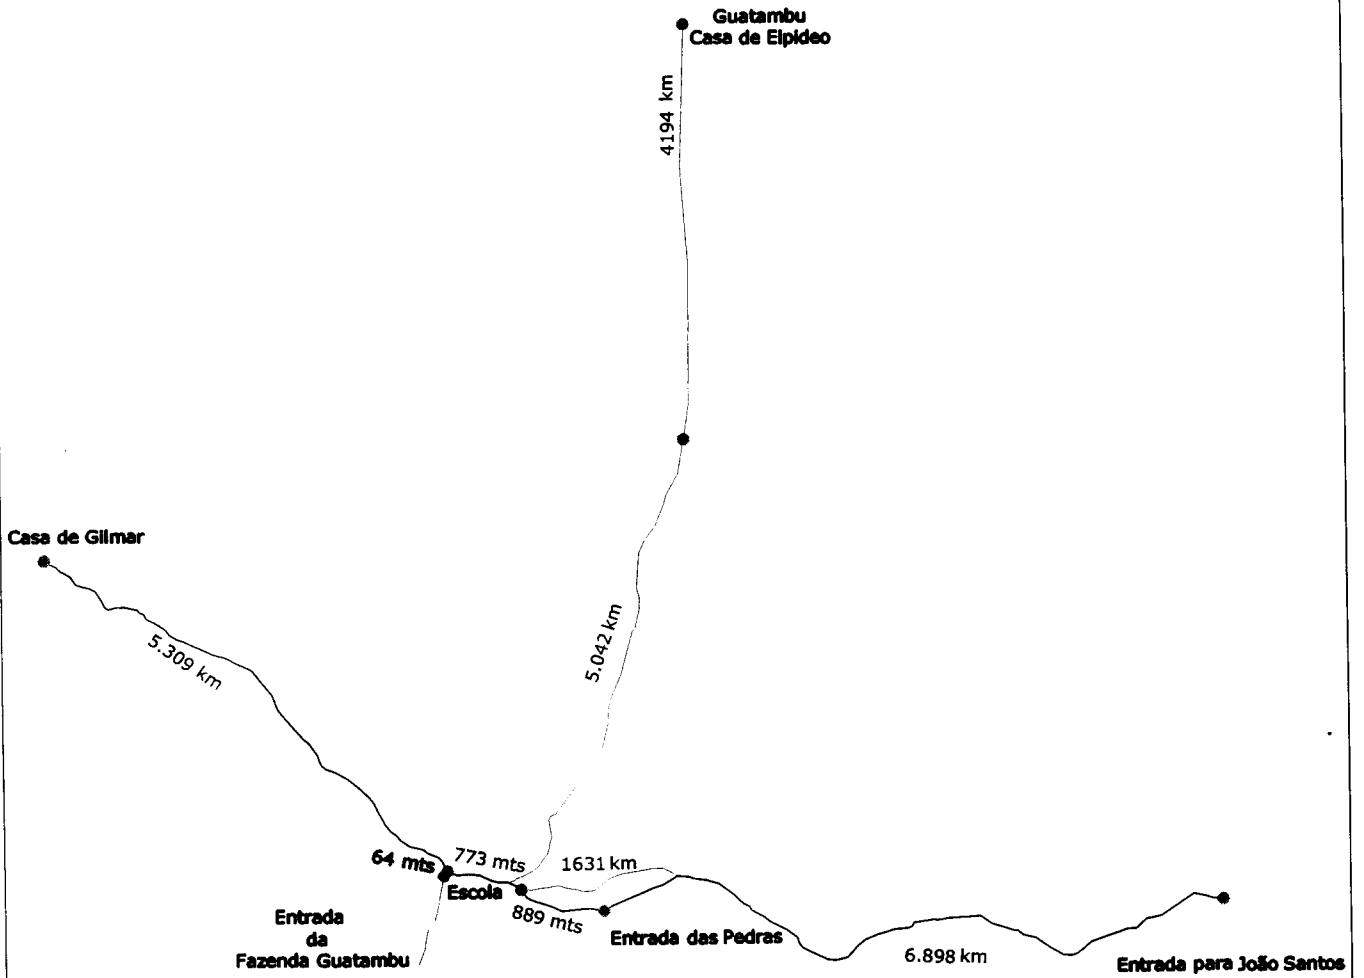 Guatambu
Casa de Elpideo
4194 km
Casa de Gilmar
5.309 km
5.042 km
64 mts
773 mts
1631 km
Escola
889 mts
Entrada
da
Fazenda Guatambu
Entrada das Pedras
6.898 km
Entrada para João Santos